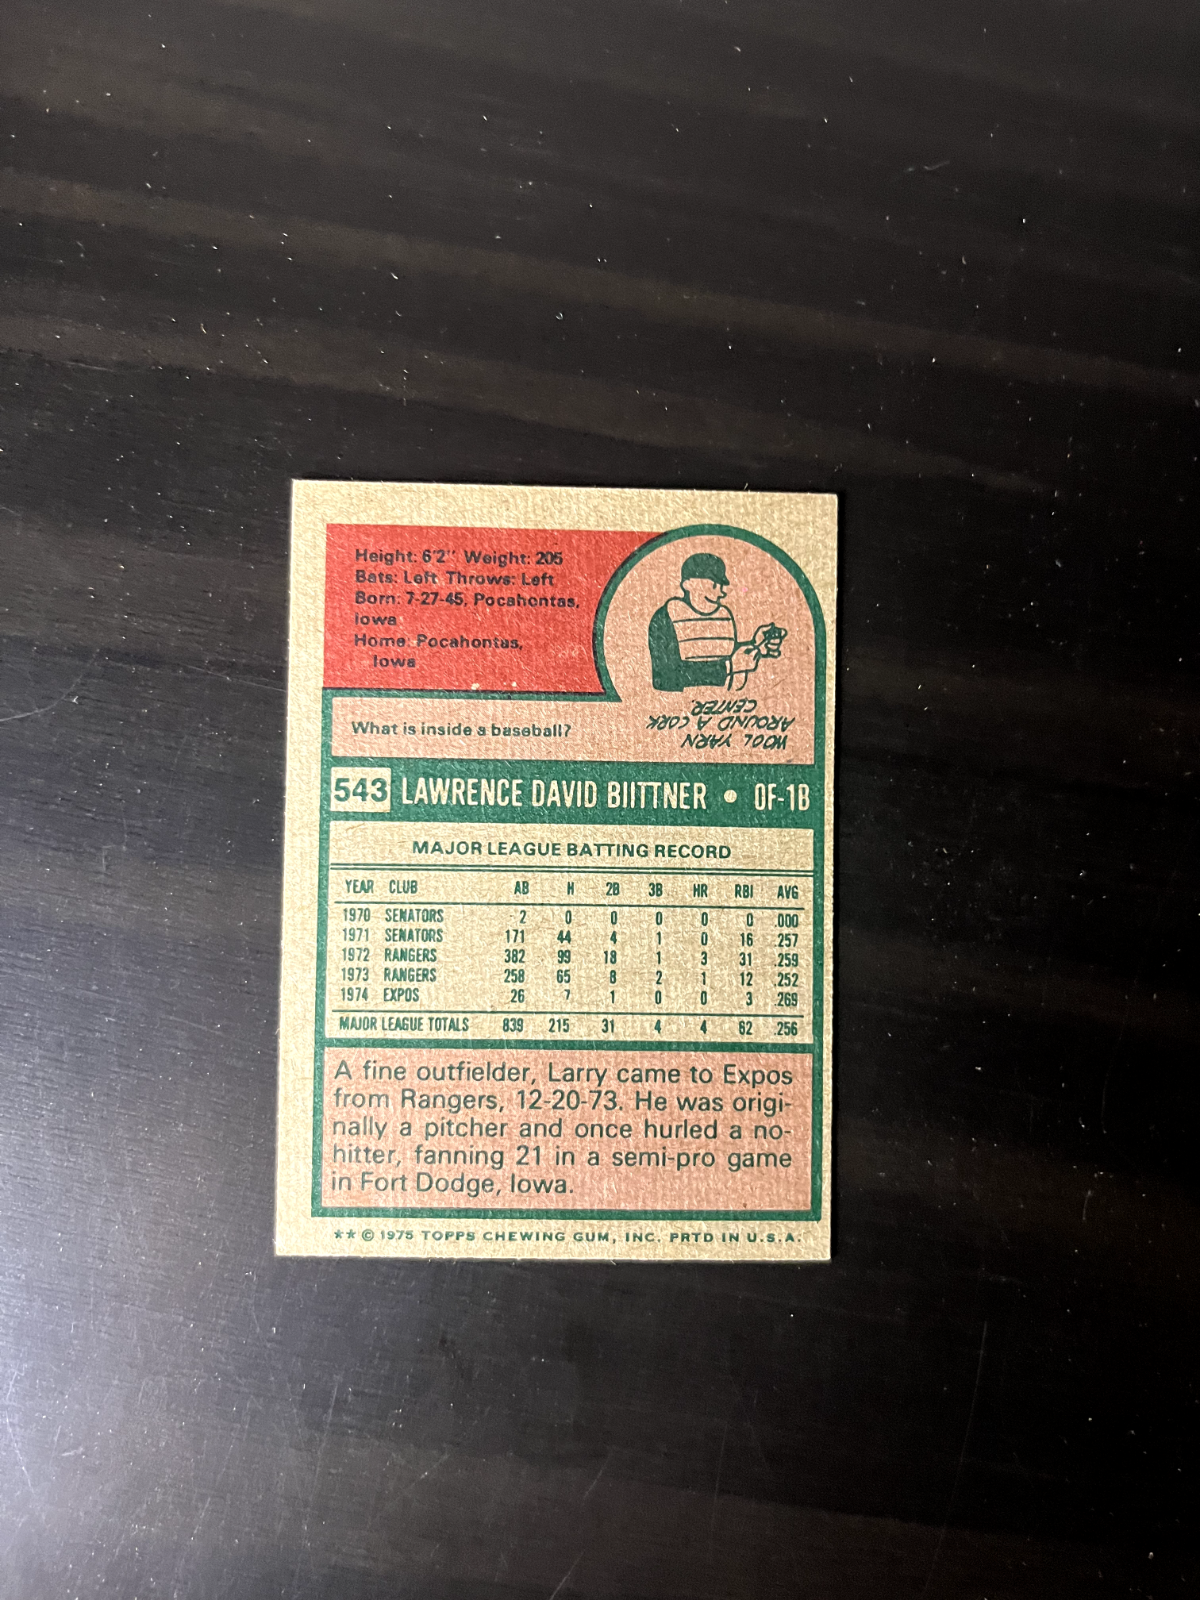 Height: 6'2" Weight: 205
Bats: Left Throws: Left
Born: 7-27-45, Pocahontas,
Iowa
Home: Pocahontas,
Iowa
What is inside a baseball?
WOOL YARN
AROUND A CORK
CENTER
543 LAWRENCE DAVID BIITTNER • OF-1B
MAJOR LEAGUE BATTING RECORD
YEAR CLUB AB H 2B 3B HR RBI AVG
1970 SENATORS 2 0 0 0 0 0 .000
1971 SENATORS 171 44 4 1 0 16 .257
1972 RANGERS 382 99 18 1 3 31 .259
1973 RANGERS 258 65 8 2 1 12 .252
1974 EXPOS 26 7 1 0 0 3 .269
MAJOR LEAGUE TOTALS 839 215 31 4 4 62 .256
A fine outfielder, Larry came to Expos
from Rangers, 12-20-73. He was origi-
nally a pitcher and once hurled a no-
hitter, fanning 21 in a semi-pro game
in Fort Dodge, Iowa.
** © 1975 TOPPS CHEWING GUM, INC. PRTD IN U.S.A.